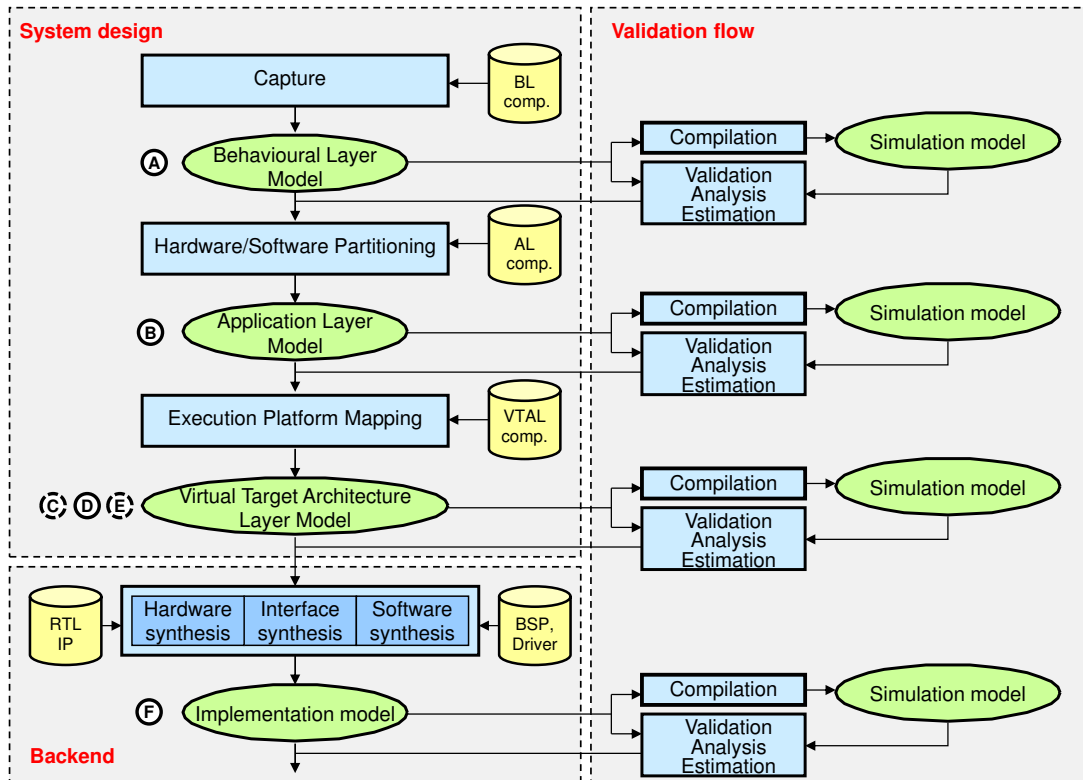 System design
Validation flow
Capture
BL
comp.
A
Behavioural Layer
Model
Compilation
Simulation model
Validation
Analysis
Estimation
Hardware/Software Partitioning
AL
comp.
B
Application Layer
Model
Compilation
Simulation model
Validation
Analysis
Estimation
Execution Platform Mapping
VTAL
comp.
C D E
Virtual Target Architecture
Layer Model
Compilation
Simulation model
Validation
Analysis
Estimation
RTL
IP
Hardware
synthesis
Interface
synthesis
Software
synthesis
BSP,
Driver
F
Implementation model
Compilation
Simulation model
Validation
Analysis
Estimation
Backend